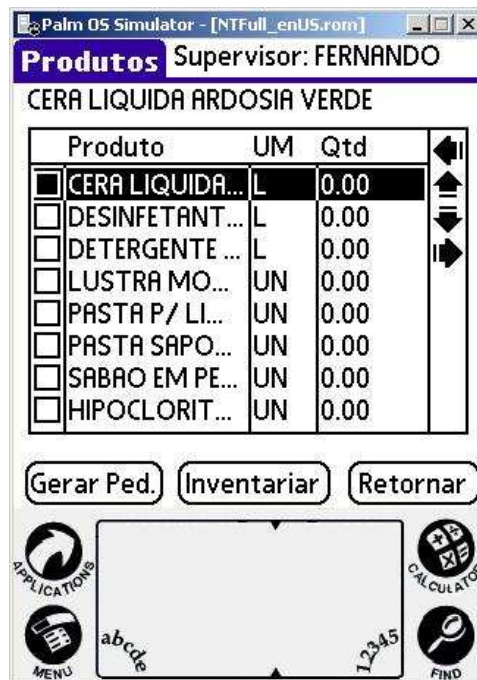 Palm OS Simulator - [NTFull_enUS.rom]
Produtos Supervisor: FERNANDO
CERA LIQUIDA ARDOSIA VERDE
Produto UM Qtd
CERA LIQUIDA... L 0.00
DESINFETANT... L 0.00
DETERGENTE ... L 0.00
LUSTRA MO... UN 0.00
PASTA P/ LI... UN 0.00
PASTA SAPO... UN 0.00
SABAO EM PE... UN 0.00
HIPOCLORIT... UN 0.00
Gerar Ped. Inventariar Retornar
APPLICATIONS CALCULATOR
abcde 12345
MENU FIND